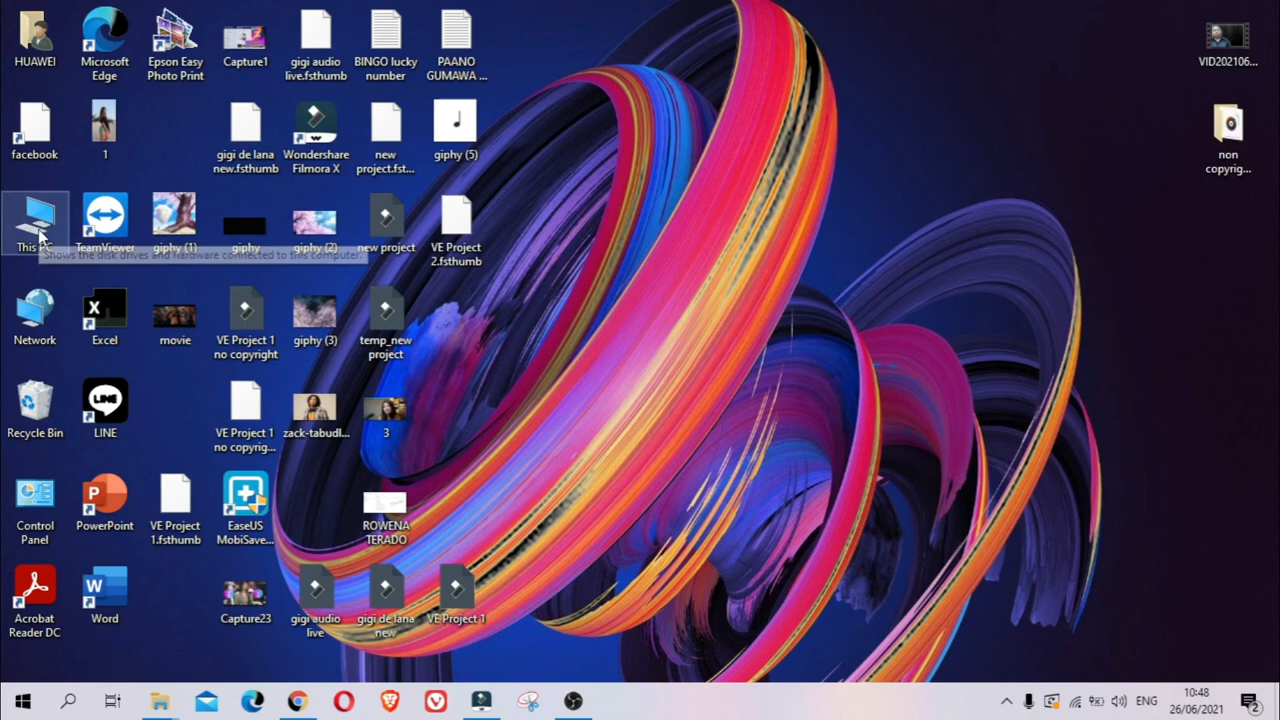 HUAWEI
Microsoft
Edge
Epson Easy
Photo Print
Capture1
gigi audio
live.fsthumb
BINGO lucky
number
PAANO
GUMAWA ...
VID202106...
facebook
1
gigi de lana
new.fsthumb
Wondershare
Filmora X
new
project.fst...
giphy (5)
non
copyrig...
This PC
TeamViewer
giphy (1)
giphy
giphy (2)
new project
VE Project
2.fsthumb
Shows the disk drives and hardware connected to this computer.
Network
Excel
movie
VE Project 1
no copyright
giphy (3)
temp_new
project
Recycle Bin
LINE
LINE
VE Project 1
no copyrig...
zack-tabudl...
3
Control
Panel
PowerPoint
VE Project
1.fsthumb
EaseUS
MobiSave...
ROWENA
TERADO
Acrobat
Reader DC
Word
Capture23
gigi audio
live
gigi de lana
new
VE Project 1
ENG
10:48
26/06/2021
2